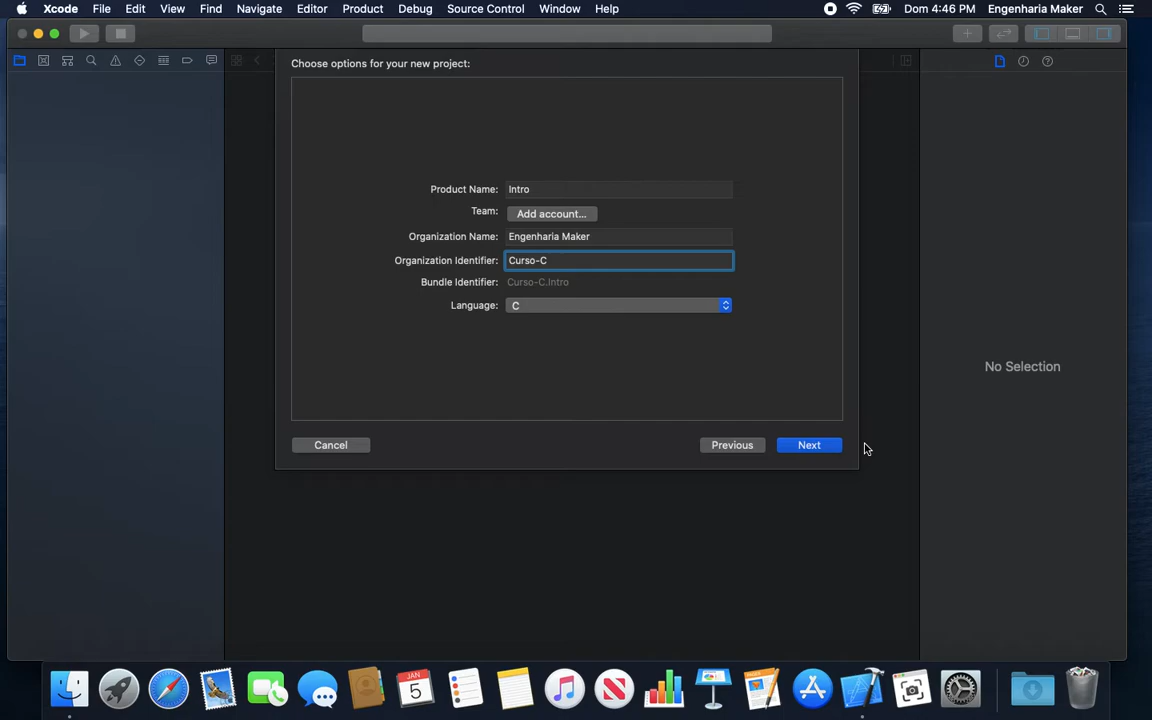 Xcode File Edit View Find Navigate Editor Product Debug Source Control Window Help Dom 4:46 PM Engenharia Maker
Choose options for your new project:
Product Name: Intro
Team: Add account...
Organization Name: Engenharia Maker
Organization Identifier: Curso-C
Bundle Identifier: Curso-C.Intro
Language: C
No Selection
Cancel Previous Next
JAN
5